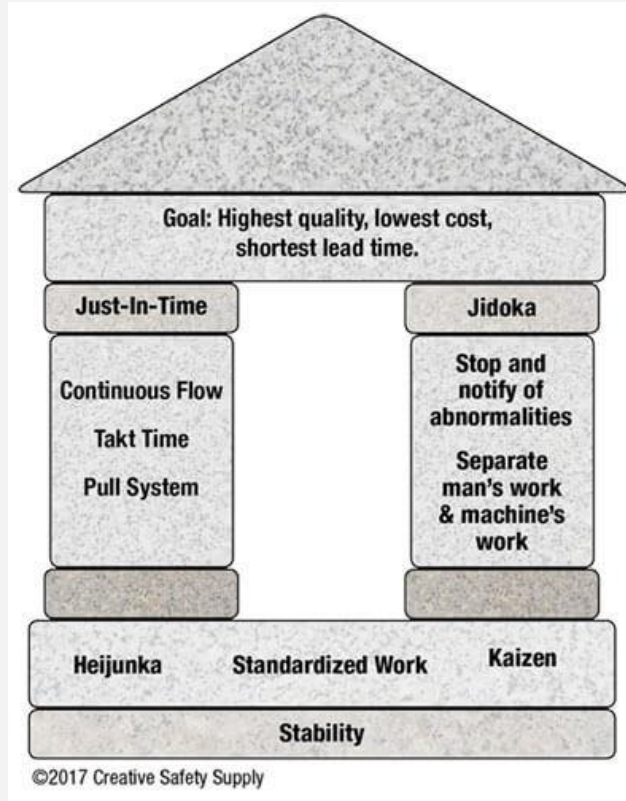 Goal: Highest quality, lowest cost,
shortest lead time.
Just-In-Time
Jidoka
Continuous Flow
Takt Time
Pull System
Stop and
notify of
abnormalities
Separate
man's work
& machine's
work
Heijunka
Standardized Work
Kaizen
Stability
©2017 Creative Safety Supply